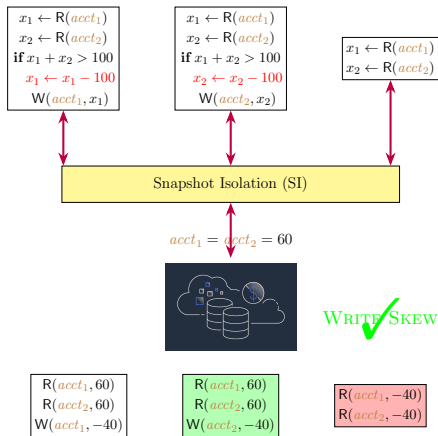 x₁ ← R(acct₁)
x₂ ← R(acct₂)
if x₁ + x₂ > 100
x₁ ← x₁ − 100
W(acct₁, x₁)
x₁ ← R(acct₁)
x₂ ← R(acct₂)
if x₁ + x₂ > 100
x₂ ← x₂ − 100
W(acct₂, x₂)
x₁ ← R(acct₁)
x₂ ← R(acct₂)
Snapshot Isolation (SI)
acct₁ = acct₂ = 60
$
WRITE SKEW
R(acct₁, 60)
R(acct₂, 60)
W(acct₁, −40)
R(acct₁, 60)
R(acct₂, 60)
W(acct₂, −40)
R(acct₁, −40)
R(acct₂, −40)